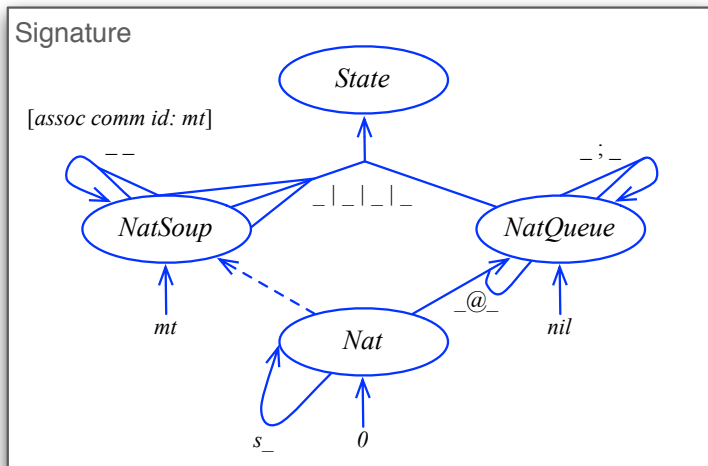 Signature
State
[assoc comm id: mt]
_ _
_ ; _
_ | _ | _ | _
NatSoup
NatQueue
_@_
mt
nil
Nat
s_
0